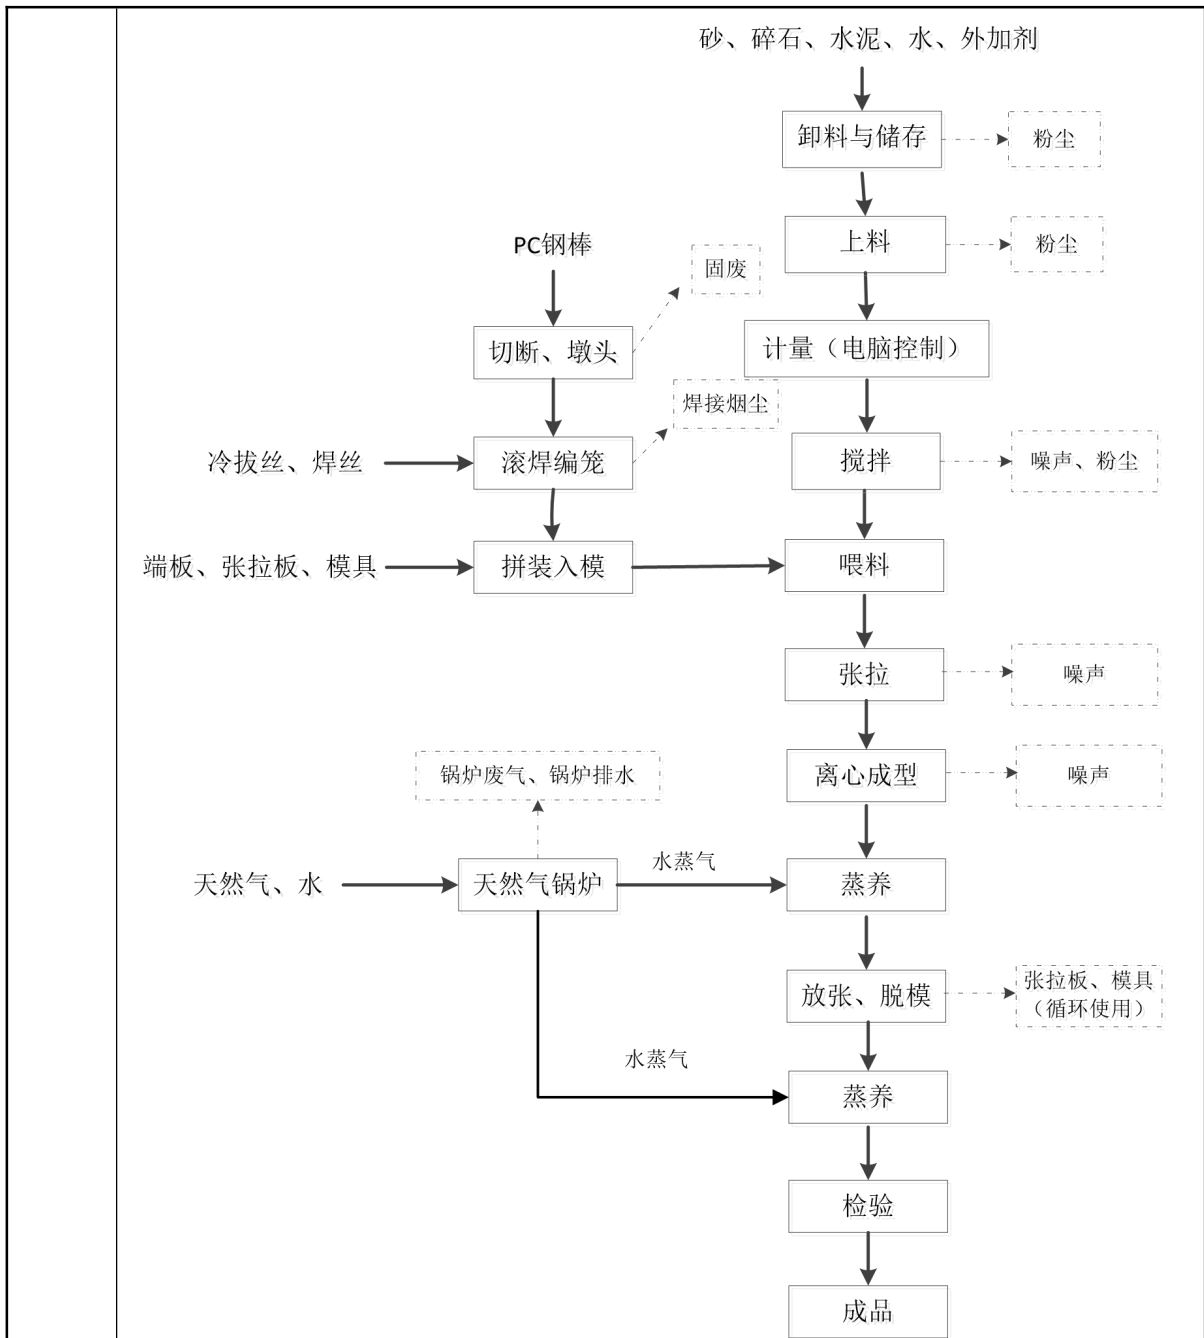 砂、碎石、水泥、水、外加剂
卸料与储存
粉尘
上料
粉尘
PC钢棒
固废
切断、墩头
计量（电脑控制）
焊接烟尘
冷拔丝、焊丝
滚焊编笼
搅拌
噪声、粉尘
端板、张拉板、模具
拼装入模
喂料
张拉
噪声
锅炉废气、锅炉排水
离心成型
噪声
天然气、水
天然气锅炉
水蒸气
蒸养
放张、脱模
张拉板、模具
（循环使用）
水蒸气
蒸养
检验
成品